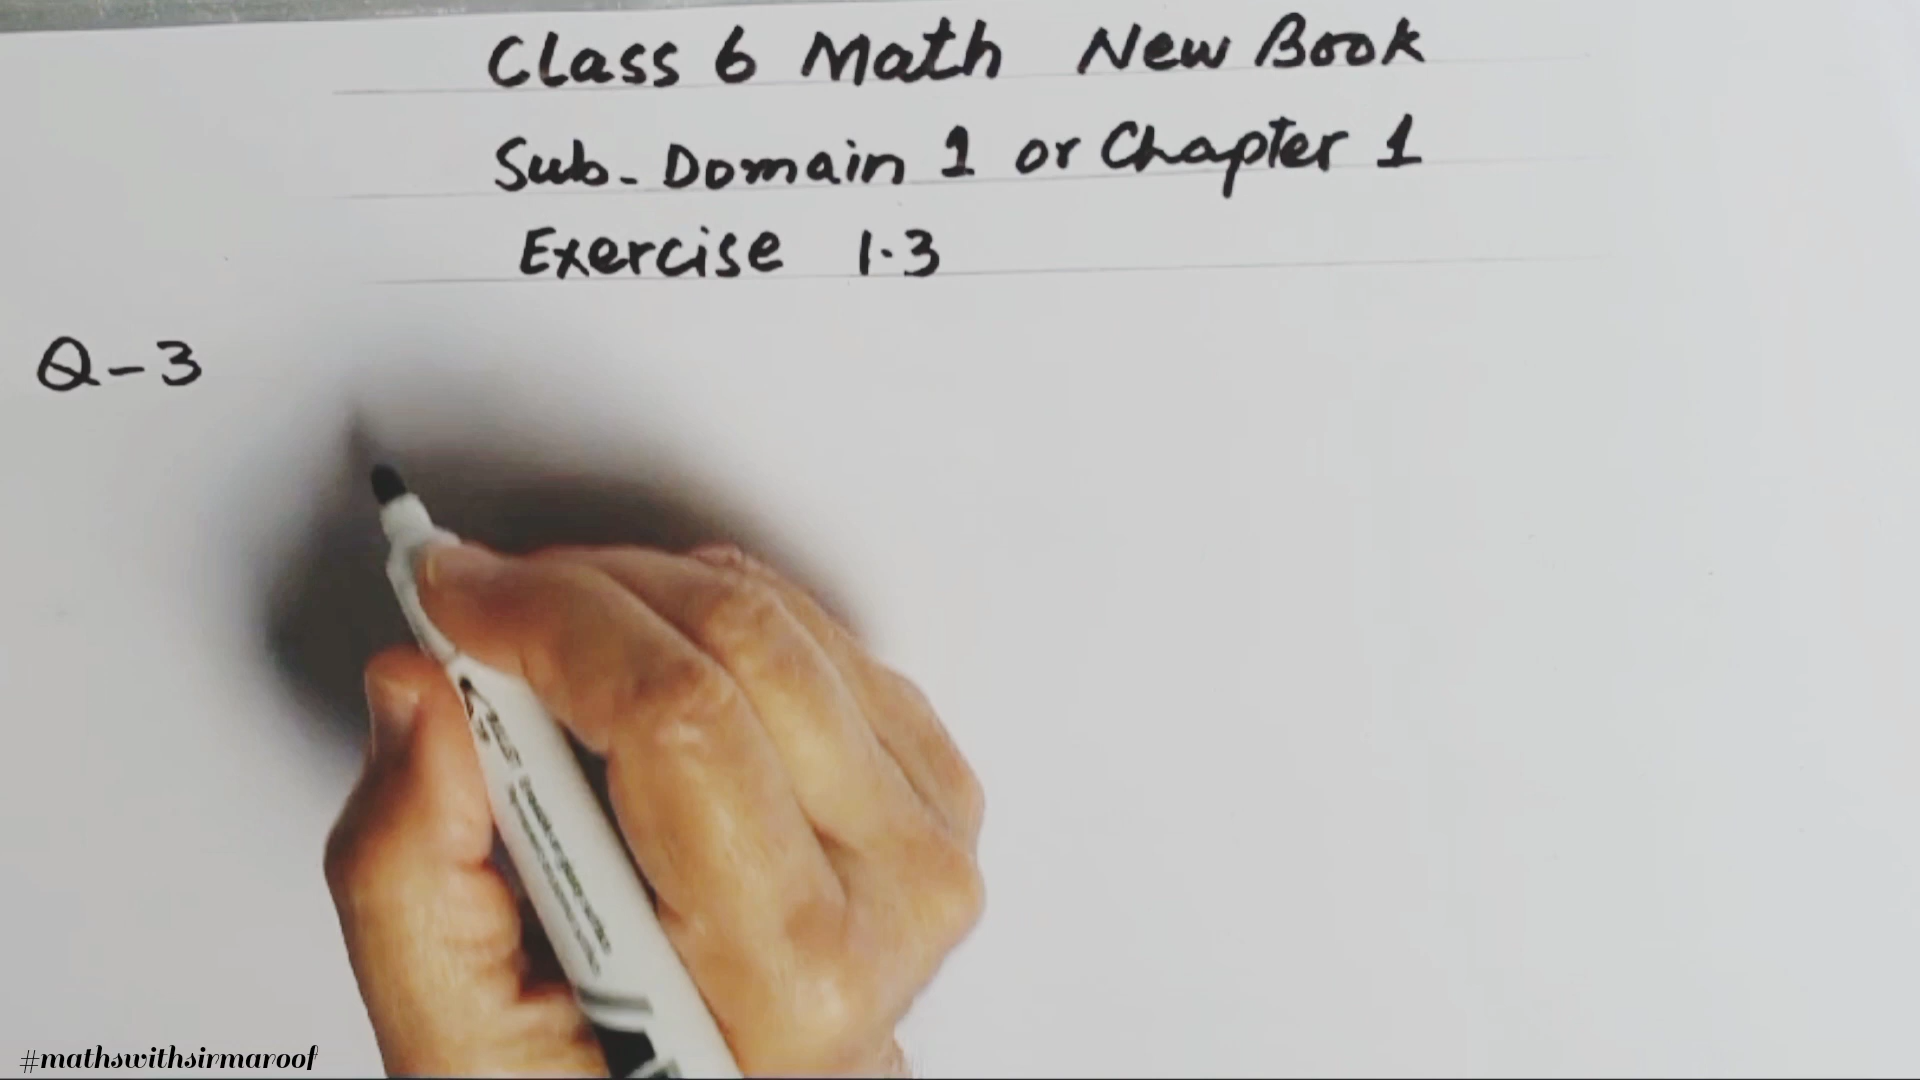 Class 6 Math New Book
Sub-Domain 1 or Chapter 1
Exercise 1.3
Q-3
#mathswithsirmaroof